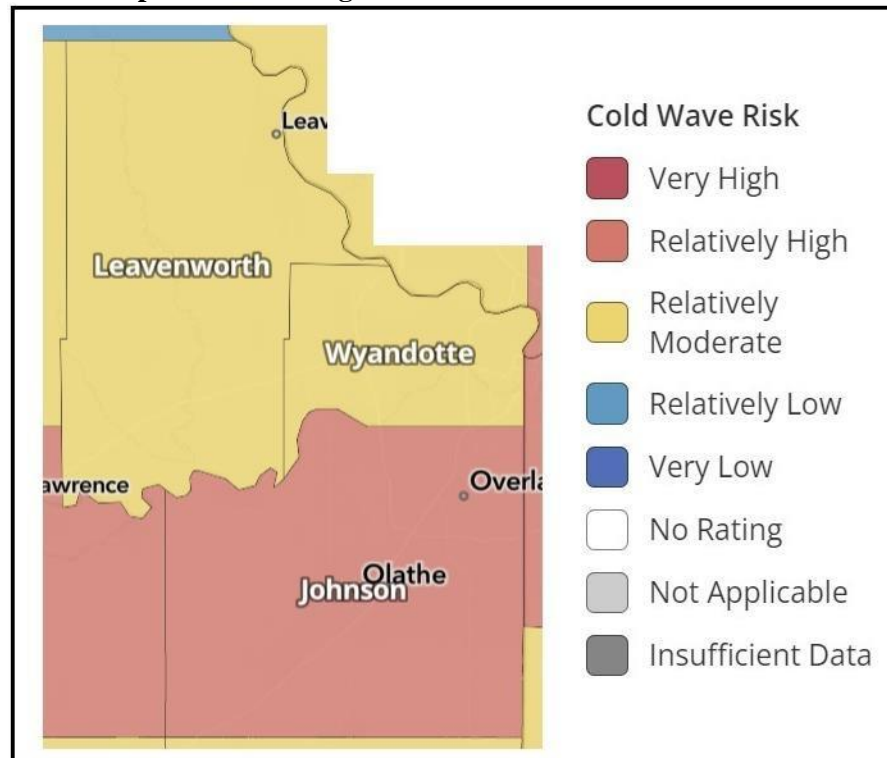 Leav
Leavenworth
Wyandotte
awrence
Overla
Olathe
Johnson
Cold Wave Risk
Very High
Relatively High
Relatively
Moderate
Relatively Low
Very Low
No Rating
Not Applicable
Insufficient Data